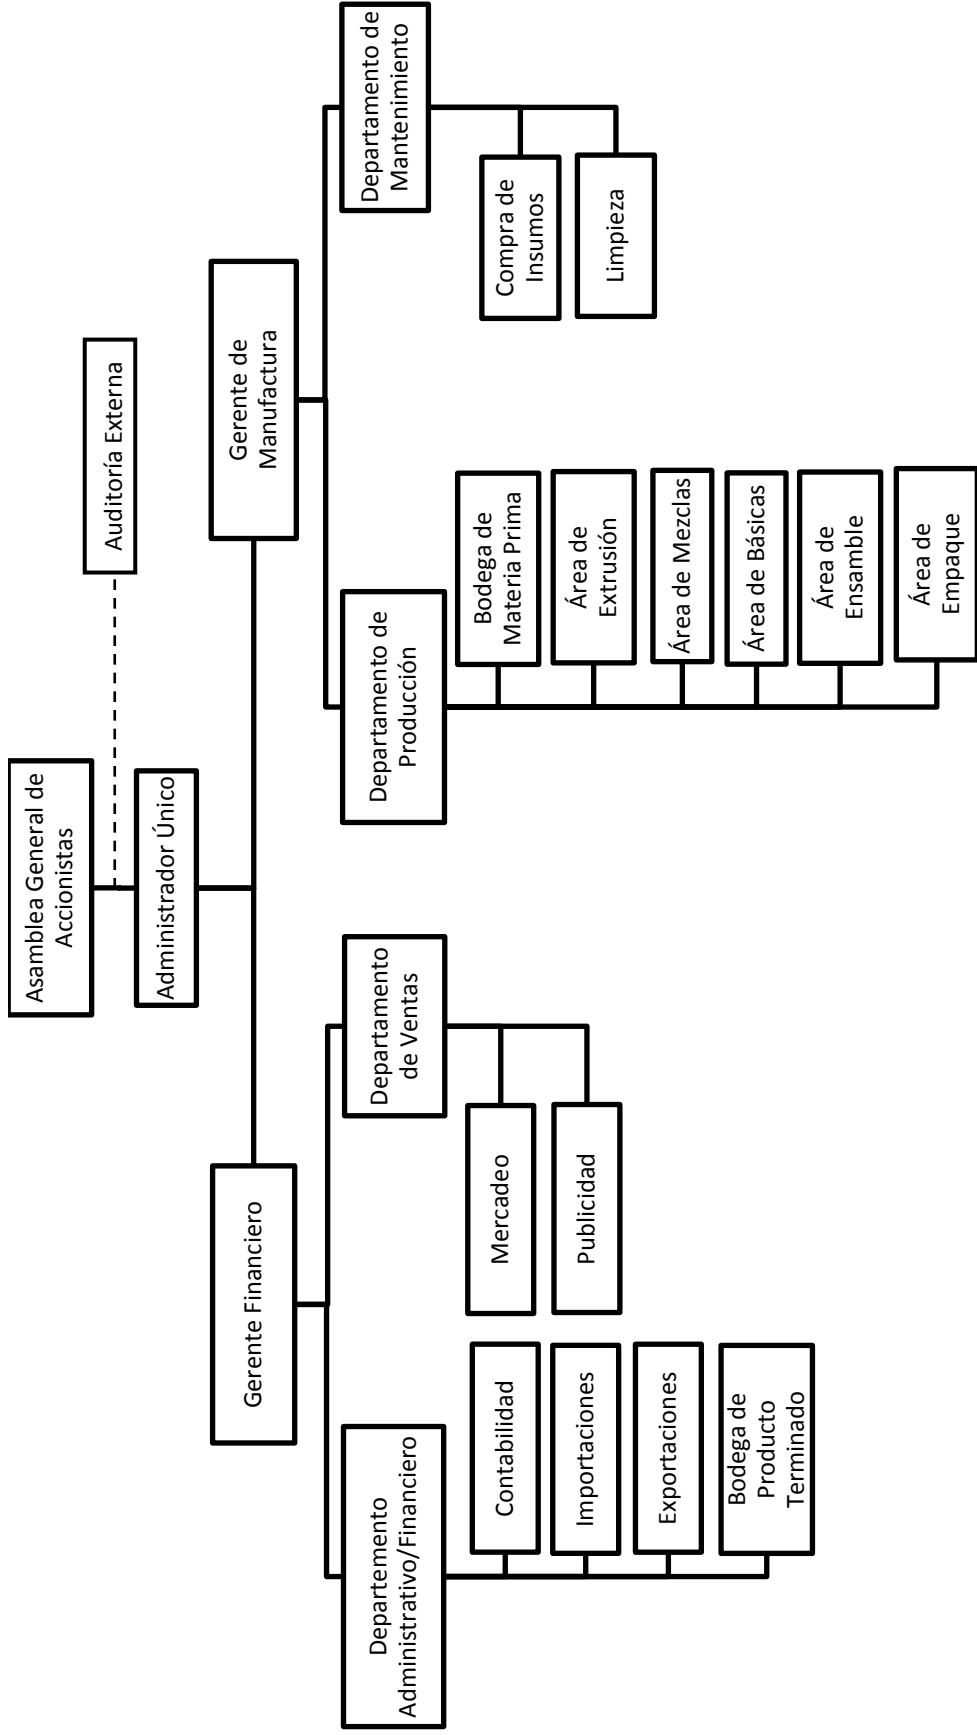 Asamblea General de
Accionistas
Auditoría Externa
Administrador Único
Gerente Financiero
Gerente de
Manufactura
Departemento
Administrativo/Financiero
Departamento
de Ventas
Departamento de
Producción
Departamento de
Mantenimiento
Contabilidad
Importaciones
Exportaciones
Bodega de
Producto
Terminado
Mercadeo
Publicidad
Bodega de
Materia Prima
Área de
Extrusión
Área de Mezclas
Área de Básicas
Área de
Ensamble
Área de
Empaque
Compra de
Insumos
Limpieza